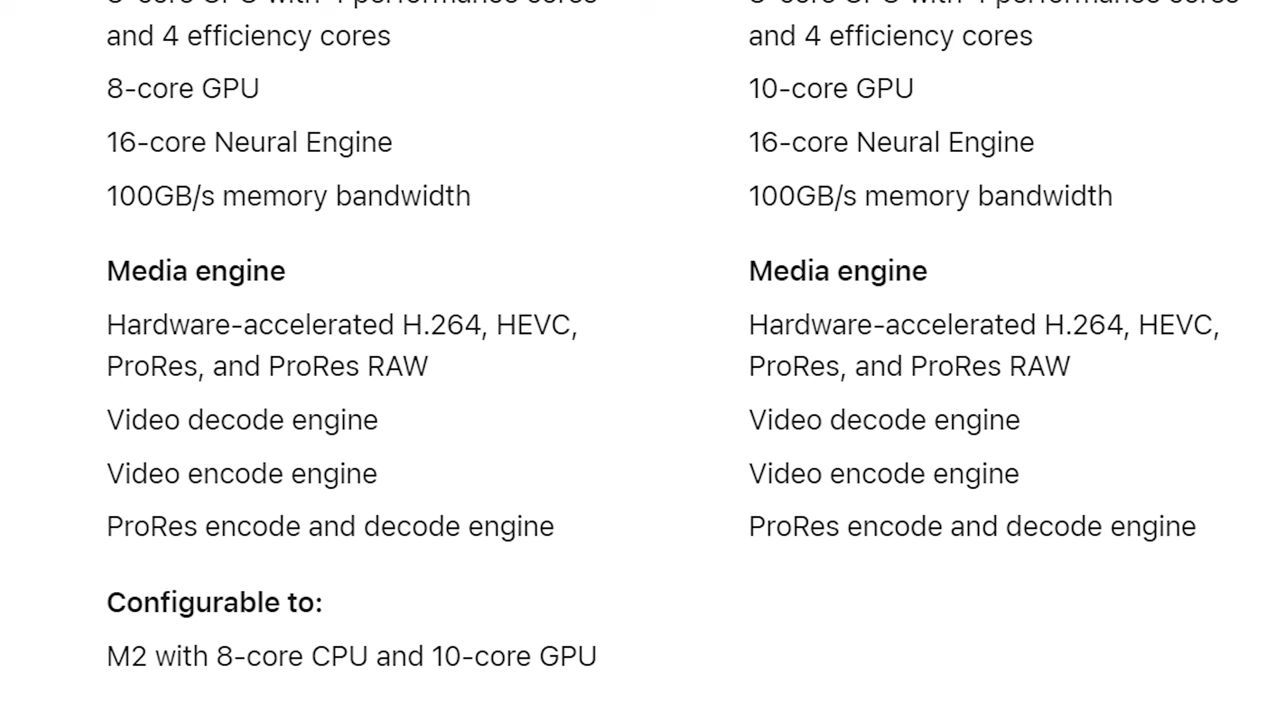 and 4 efficiency cores
8-core GPU
16-core Neural Engine
100GB/s memory bandwidth
Media engine
Hardware-accelerated H.264, HEVC,
ProRes, and ProRes RAW
Video decode engine
Video encode engine
ProRes encode and decode engine
Configurable to:
M2 with 8-core CPU and 10-core GPU
and 4 efficiency cores
10-core GPU
16-core Neural Engine
100GB/s memory bandwidth
Media engine
Hardware-accelerated H.264, HEVC,
ProRes, and ProRes RAW
Video decode engine
Video encode engine
ProRes encode and decode engine